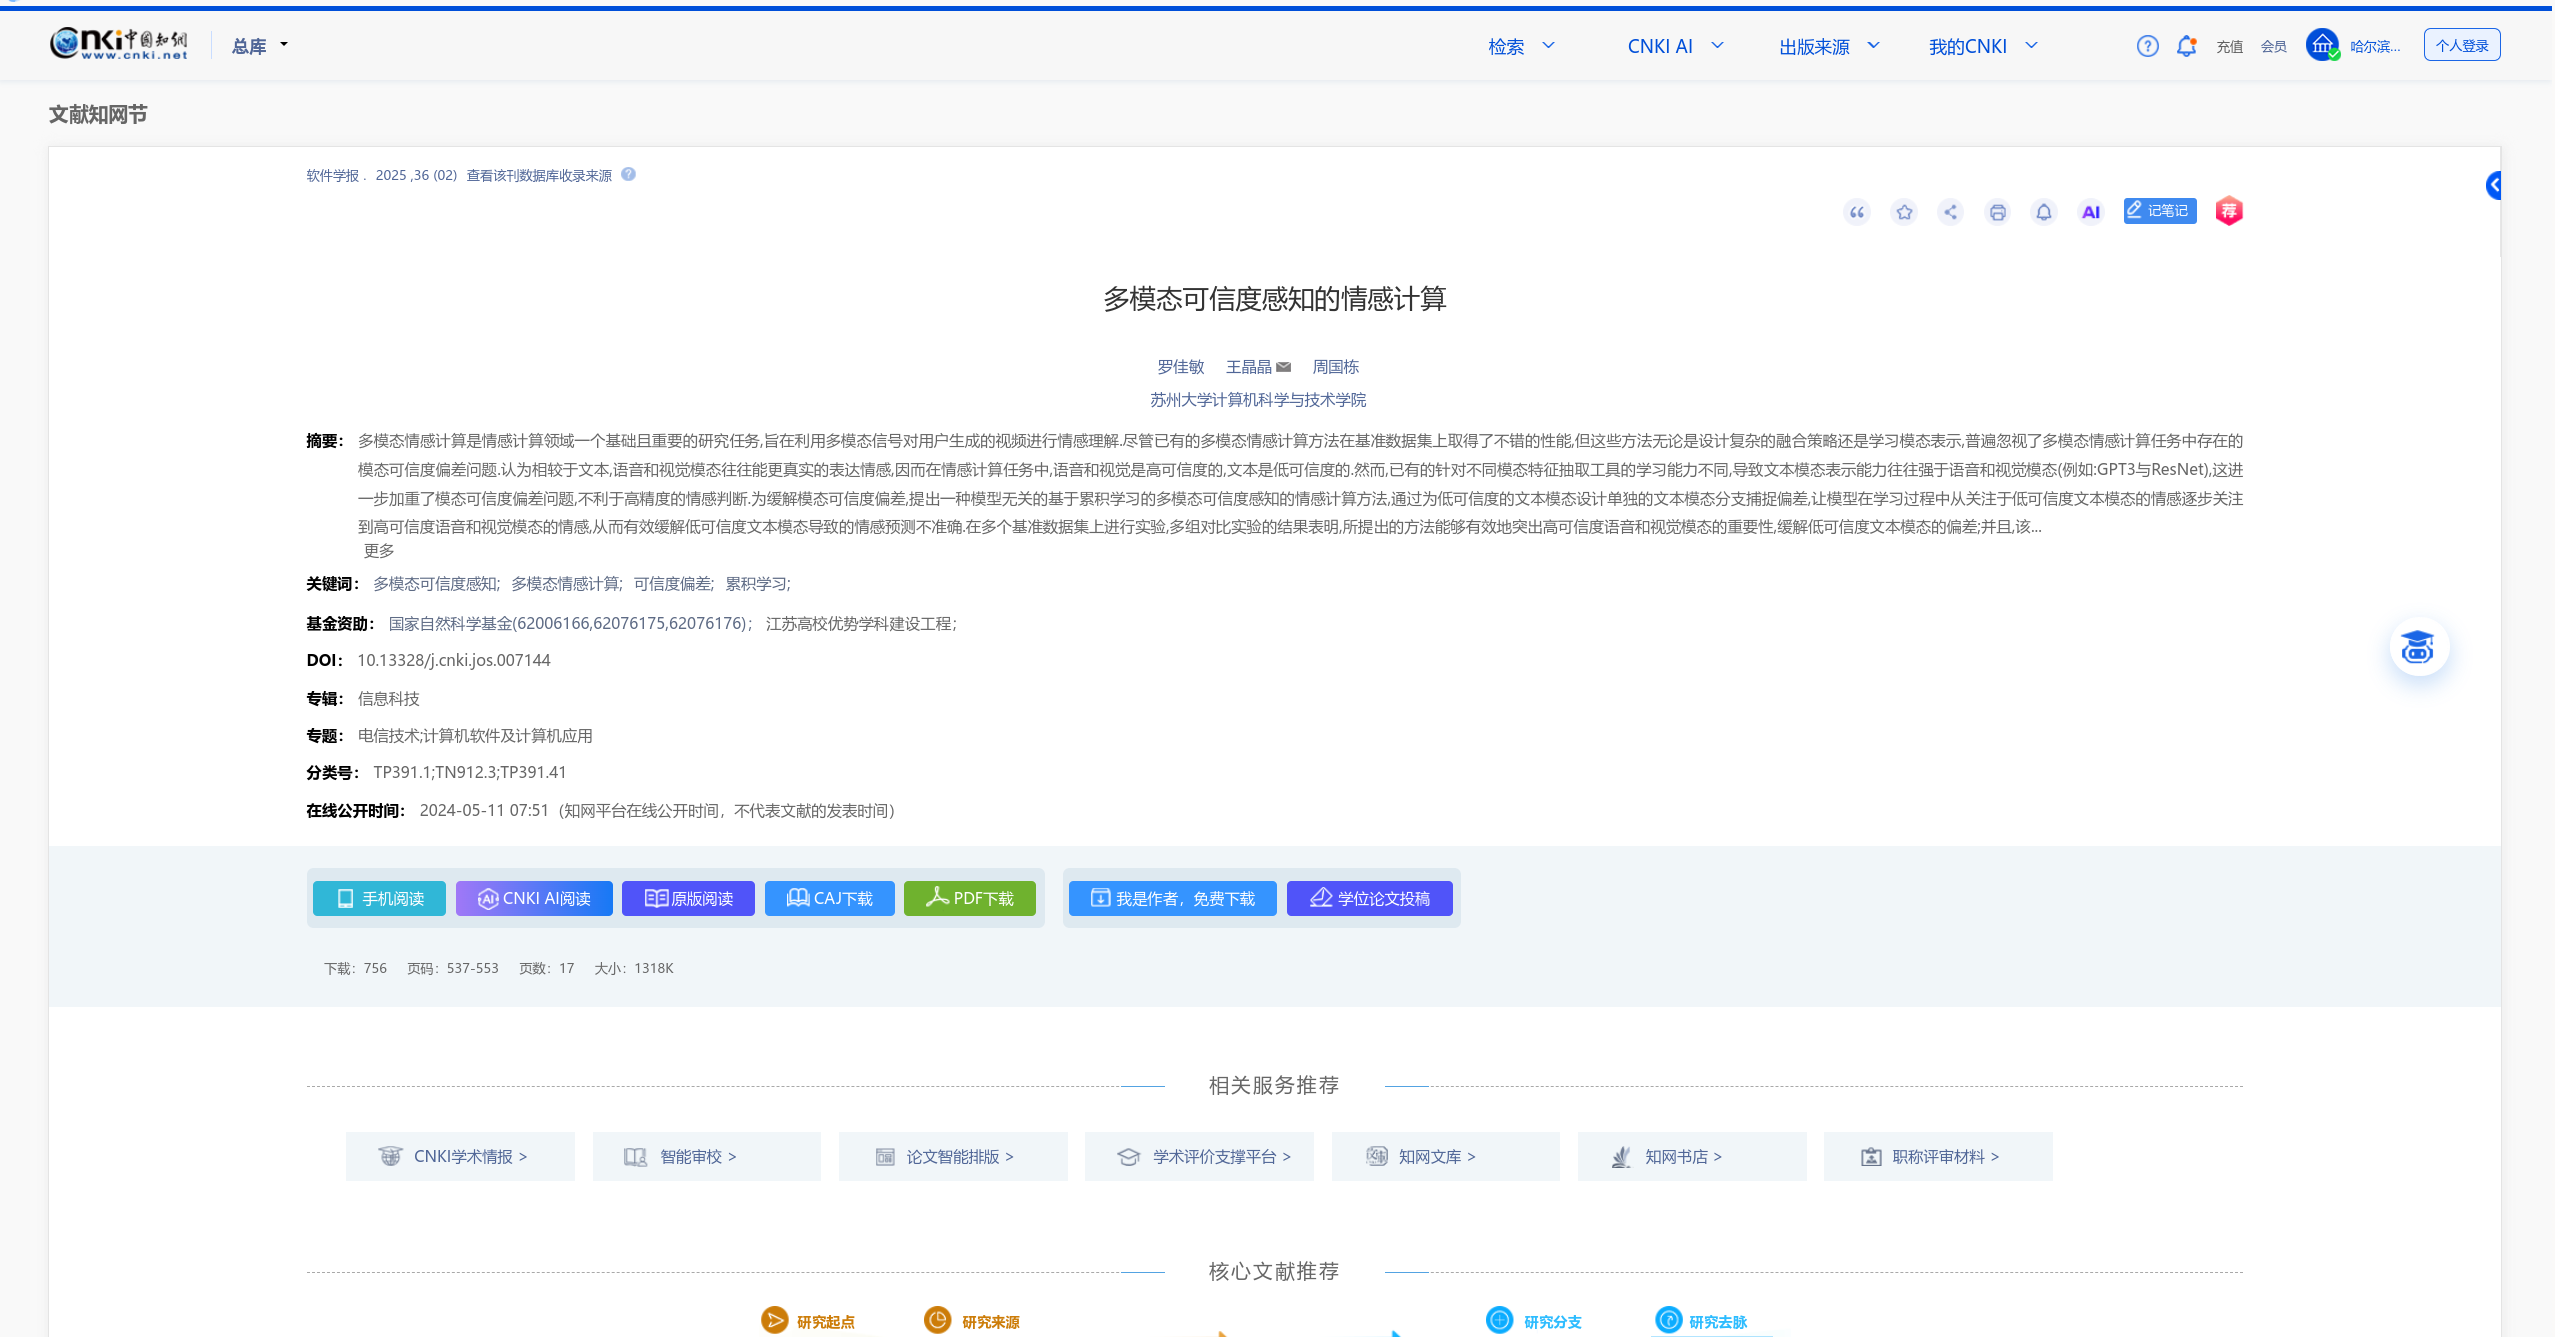 cnki 中国知网
www.cnki.net
总库
检索
CNKI AI
出版来源
我的CNKI
充值
会员
哈尔滨...
个人登录
文献知网节
软件学报 . 2025 ,36 (02) 查看该刊数据库收录来源
AI
记笔记
荐
多模态可信度感知的情感计算
罗佳敏 王晶晶 周国栋
苏州大学计算机科学与技术学院
摘要: 多模态情感计算是情感计算领域一个基础且重要的研究任务,旨在利用多模态信号对用户生成的视频进行情感理解.尽管已有的多模态情感计算方法在基准数据集上取得了不错的性能,但这些方法无论是设计复杂的融合策略还是学习模态表示,普遍忽视了多模态情感计算任务中存在的
模态可信度偏差问题.认为相较于文本,语音和视觉模态往往能更真实的表达情感,因而在情感计算任务中,语音和视觉是高可信度的,文本是低可信度的.然而,已有的针对不同模态特征抽取工具的学习能力不同,导致文本模态表示能力往往强于语音和视觉模态(例如:GPT3与ResNet),这进
一步加重了模态可信度偏差问题,不利于高精度的情感判断.为缓解模态可信度偏差,提出一种模型无关的基于累积学习的多模态可信度感知的情感计算方法,通过为低可信度的文本模态设计单独的文本模态分支捕捉偏差,让模型在学习过程中从关注于低可信度文本模态的情感逐步关注
到高可信度语音和视觉模态的情感,从而有效缓解低可信度文本模态导致的情感预测不准确.在多个基准数据集上进行实验,多组对比实验的结果表明,所提出的方法能够有效地突出高可信度语音和视觉模态的重要性,缓解低可信度文本模态的偏差;并且,该...
更多
关键词: 多模态可信度感知; 多模态情感计算; 可信度偏差; 累积学习;
基金资助: 国家自然科学基金(62006166,62076175,62076176)； 江苏高校优势学科建设工程；
DOI: 10.13328/j.cnki.jos.007144
专辑: 信息科技
专题: 电信技术;计算机软件及计算机应用
分类号: TP391.1;TN912.3;TP391.41
在线公开时间: 2024-05-11 07:51（知网平台在线公开时间，不代表文献的发表时间）
手机阅读
AI CNKI AI阅读
原版阅读
CAJ下载
PDF下载
我是作者，免费下载
学位论文投稿
下载：756 页码：537-553 页数：17 大小：1318K
相关服务推荐
CNKI学术情报 >
智能审校 >
论文智能排版 >
学术评价支撑平台 >
知网文库 >
知网书店 >
职称评审材料 >
核心文献推荐
研究起点
研究来源
研究分支
研究去脉